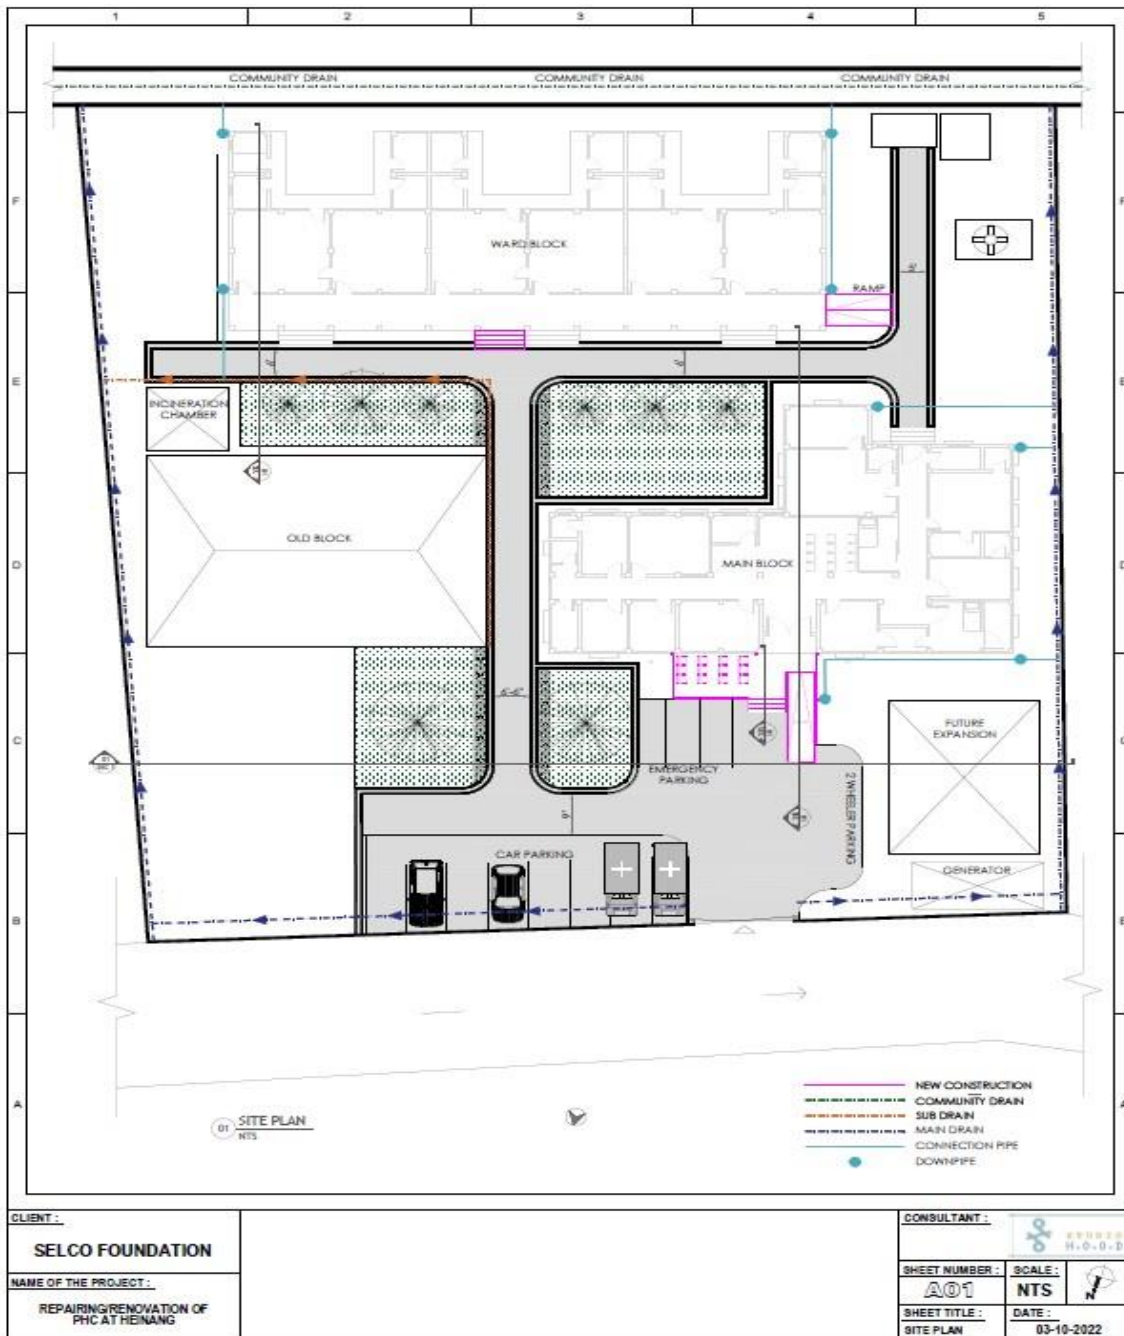 1 2 3 4 5
COMMUNITY DRAIN COMMUNITY DRAIN COMMUNITY DRAIN
F F
WARD BLOCK
RAMP
E E
INCINERATION
CHAMBER
OLD BLOCK
D D
MAIN BLOCK
6'-6"
C C
FUTURE
EXPANSION
EMERGENCY
PARKING
2 WHEELER PARKING
CAR PARKING
GENERATOR
B B
A A
NEW CONSTRUCTION
COMMUNITY DRAIN
SUB DRAIN
MAIN DRAIN
CONNECTION PIPE
DOWNPIPE
01 SITE PLAN
NTS
CLIENT :
SELCO FOUNDATION
NAME OF THE PROJECT :
REPAIRING/RENOVATION OF
PHC AT HEINANG
CONSULTANT :
H.O.O.D
SHEET NUMBER : SCALE :
A01 NTS N
SHEET TITLE : DATE :
SITE PLAN 03-10-2022